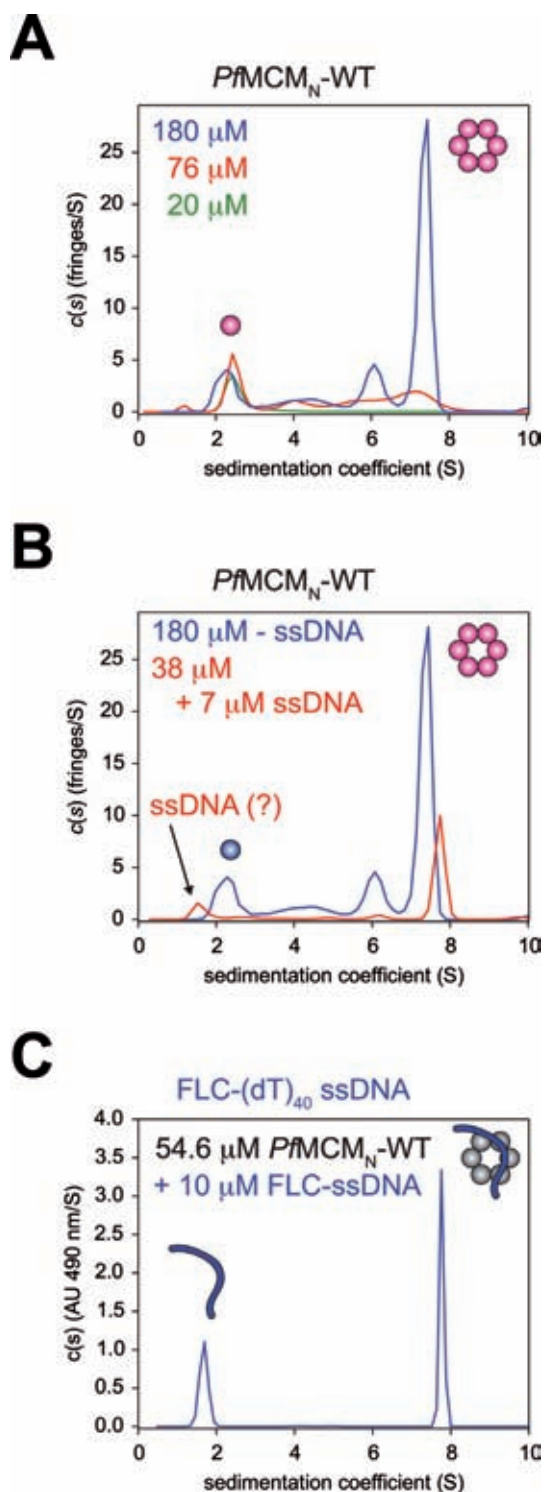 A
PfMCM_N-WT
180 μM
76 μM
20 μM
c(s) (fringes/S)
25
20
15
10
5
0
0 2 4 6 8 10
sedimentation coefficient (S)
B
PfMCM_N-WT
180 μM - ssDNA
38 μM
+ 7 μM ssDNA
ssDNA (?)
c(s) (fringes/S)
25
20
15
10
5
0
0 2 4 6 8 10
sedimentation coefficient (S)
C
FLC-(dT)_40 ssDNA
54.6 μM PfMCM_N-WT
+ 10 μM FLC-ssDNA
c(s) (AU 490 nm/S)
4.0
3.5
3.0
2.5
2.0
1.5
1.0
0.5
0.0
0 2 4 6 8 10
sedimentation coefficient (S)